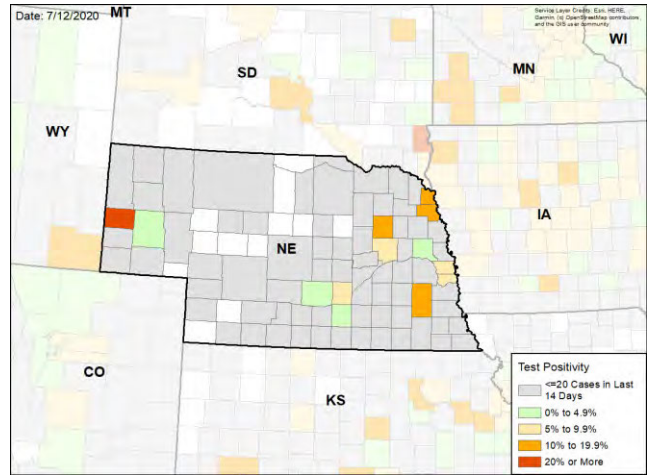 Date: 7/12/2020
MT
Service Layer Credits: Esri, HERE,
Garmin, (c) OpenStreetMap contributors,
and the GIS user community
WI
SD
MN
WY
IA
NE
CO
KS
Test Positivity
<=20 Cases in Last
14 Days
0% to 4.9%
5% to 9.9%
10% to 19.9%
20% or More